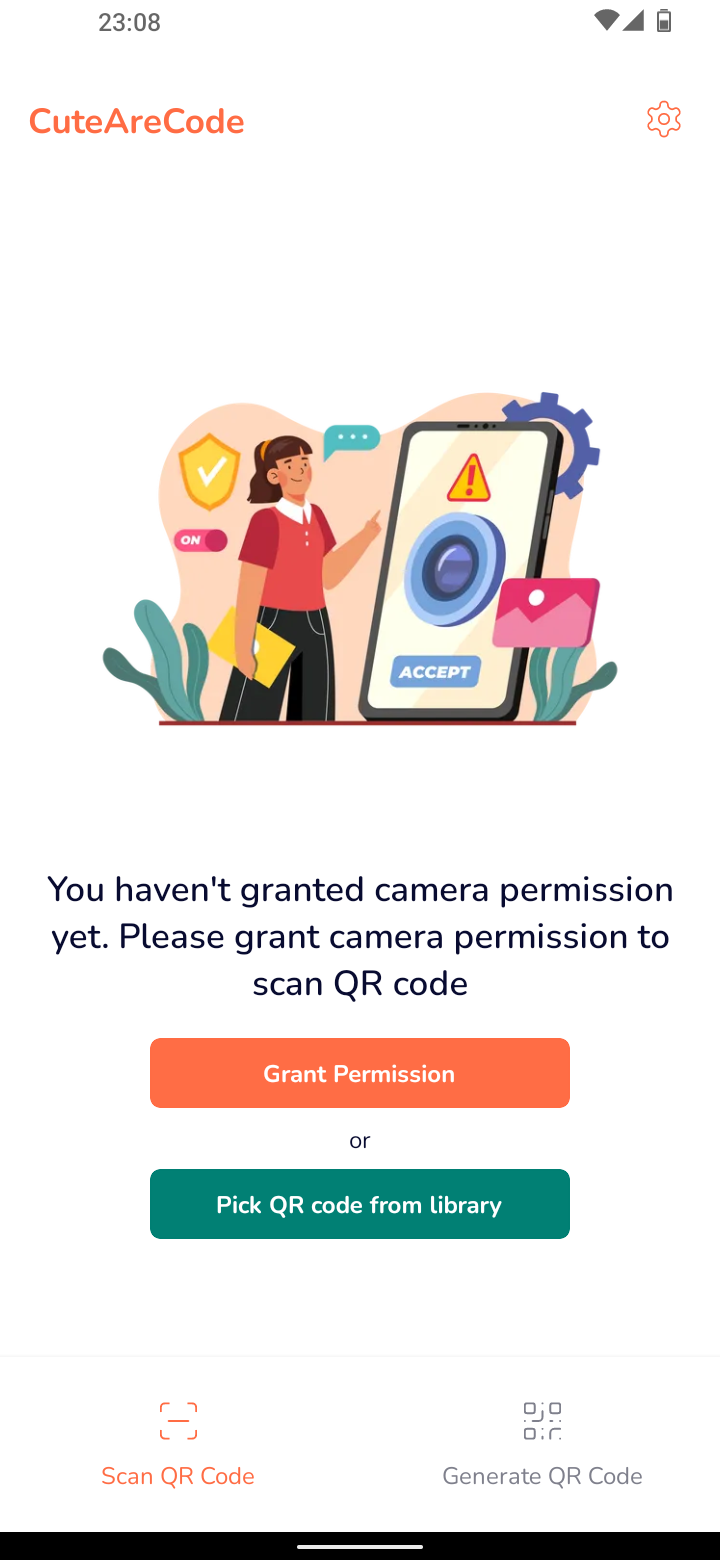 23:08
CuteAreCode
ON
ACCEPT
You haven't granted camera permission
yet. Please grant camera permission to
scan QR code
Grant Permission
or
Pick QR code from library
Scan QR Code
Generate QR Code